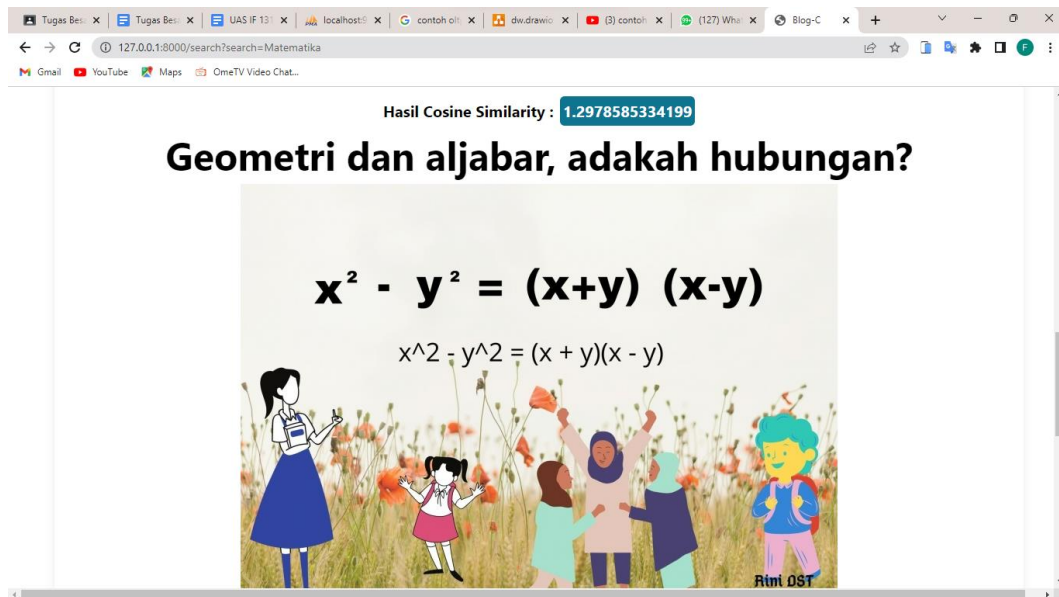 Tugas Bes
Tugas Bes
UAS IF 131
localhost:
contoh olt
dw.drawio
(3) contoh
(127) Wha
Blog-C
127.0.0.1:8000/search?search=Matematika
F
Gmail
YouTube
Maps
OmeTV Video Chat...
Hasil Cosine Similarity : 1.2978585334199
Geometri dan aljabar, adakah hubungan?
x² - y² = (x+y) (x-y)
x^2 - y^2 = (x + y)(x - y)
Rini OST